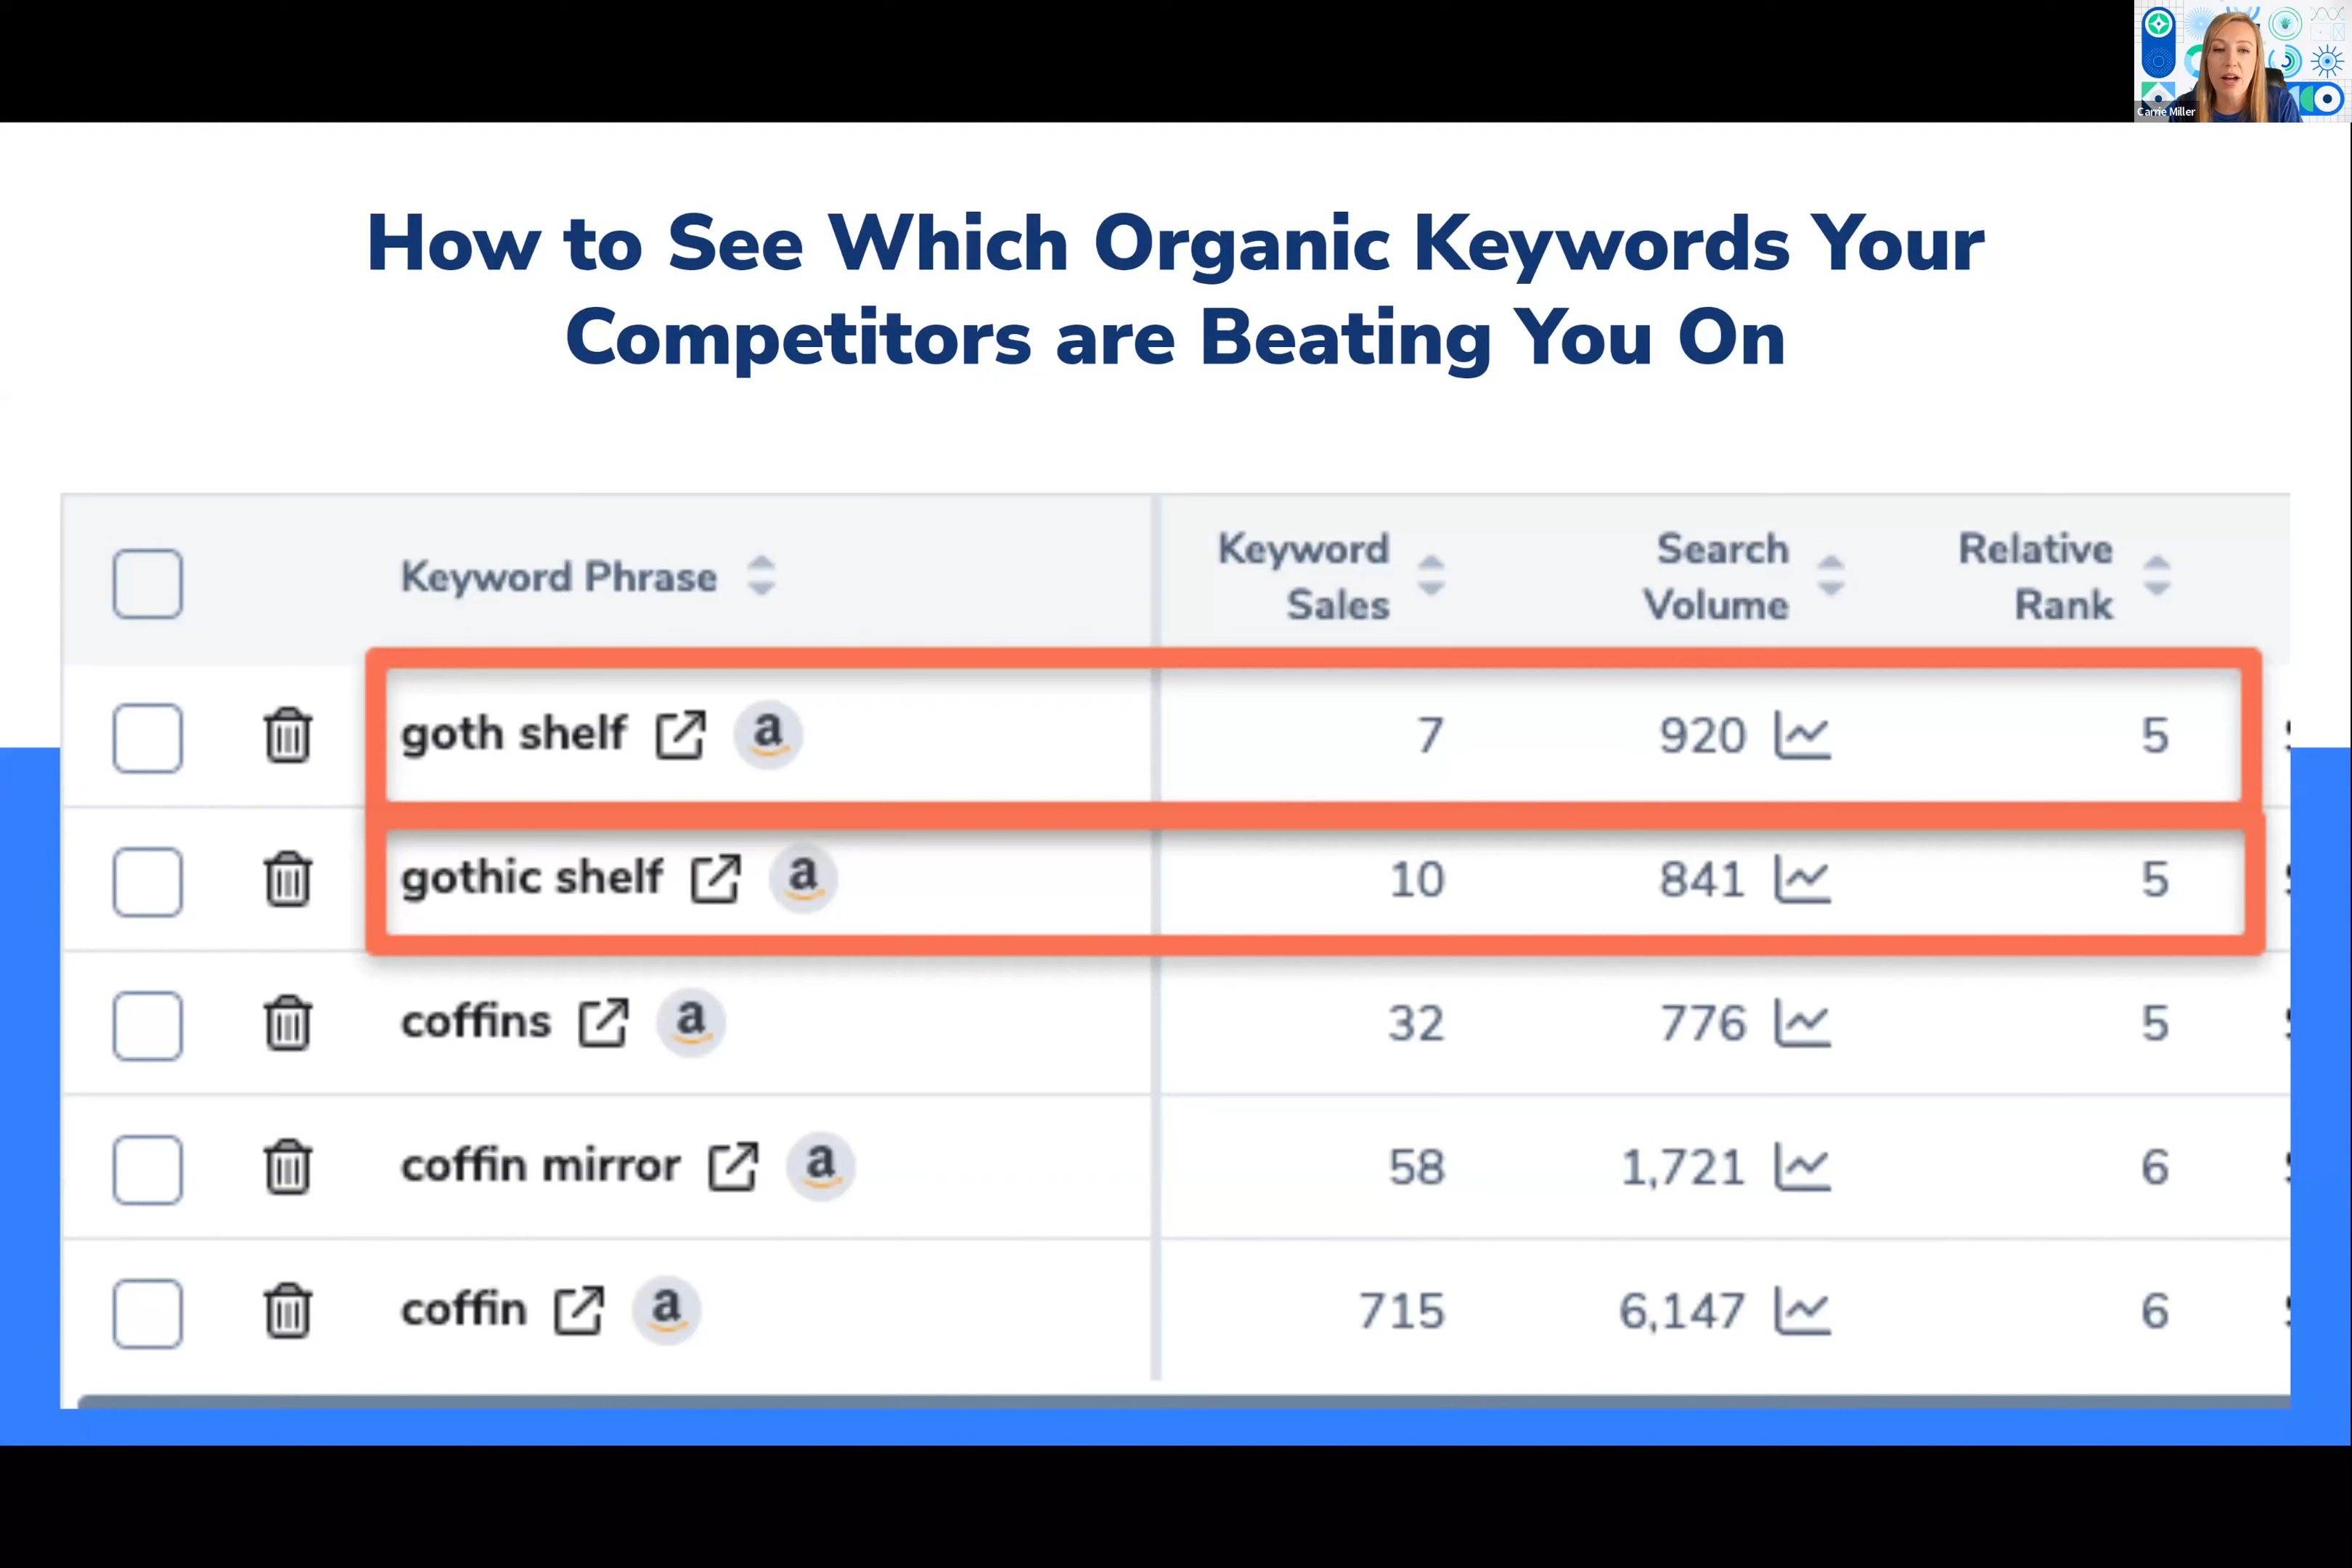 Carrie Miller
How to See Which Organic Keywords Your
Competitors are Beating You On
Keyword Phrase Keyword Sales Search Volume Relative Rank
goth shelf a 7 920 5
gothic shelf a 10 841 5
coffins a 32 776 5
coffin mirror a 58 1,721 6
coffin a 715 6,147 6